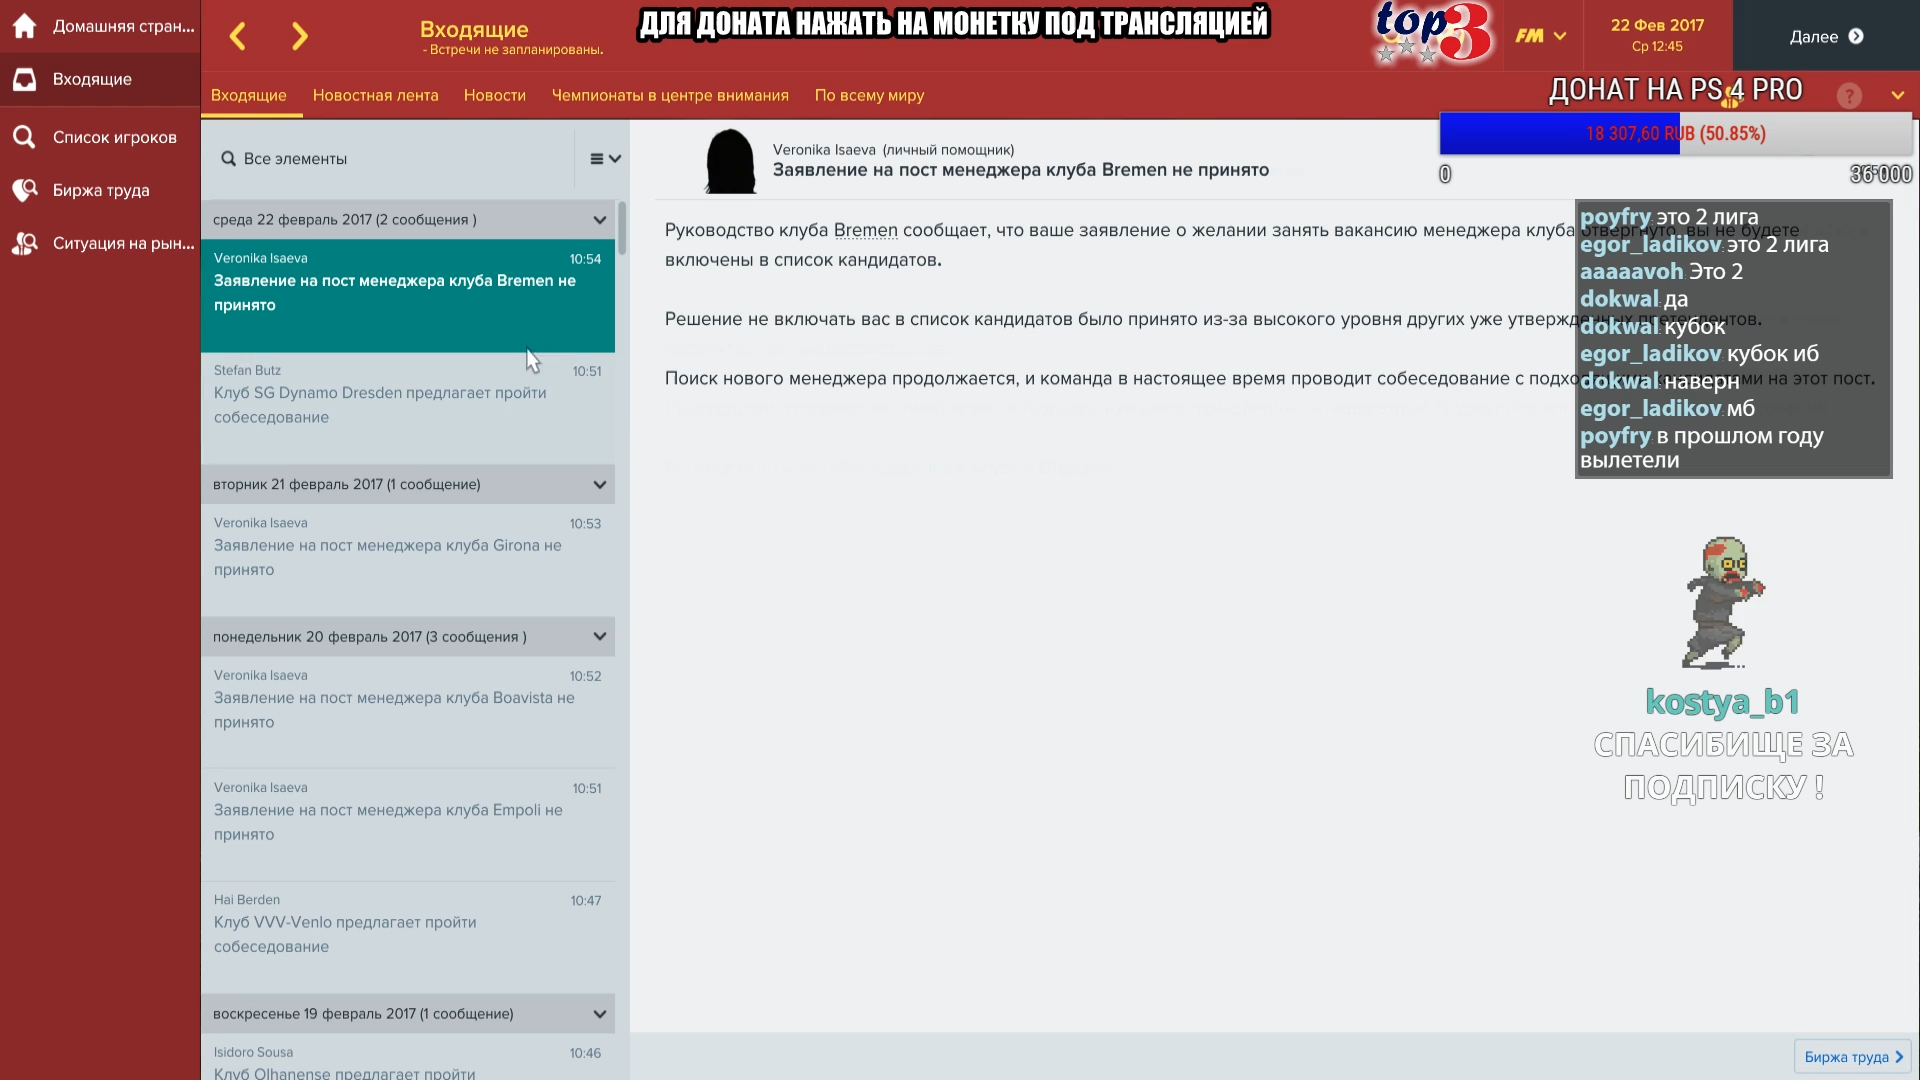 Домашняя стран...
Входящие
Список игроков
Биржа труда
Ситуация на рын...
Входящие
- Встречи не запланированы.
ДЛЯ ДОНАТА НАЖАТЬ НА МОНЕТКУ ПОД ТРАНСЛЯЦИЕЙ
top3
FM
22 Фев 2017
Ср 12:45
Далее
Входящие
Новостная лента
Новости
Чемпионаты в центре внимания
По всему миру
ДОНАТ НА PS 4 PRO
?
18 307,60 RUB (50.85%)
0
36 000
Все элементы
среда 22 февраль 2017 (2 сообщения )
Veronika Isaeva 10:54
Заявление на пост менеджера клуба Bremen не
принято
Stefan Butz 10:51
Клуб SG Dynamo Dresden предлагает пройти
собеседование
вторник 21 февраль 2017 (1 сообщение)
Veronika Isaeva 10:53
Заявление на пост менеджера клуба Girona не
принято
понедельник 20 февраль 2017 (3 сообщения )
Veronika Isaeva 10:52
Заявление на пост менеджера клуба Boavista не
принято
Veronika Isaeva 10:51
Заявление на пост менеджера клуба Empoli не
принято
Hai Berden 10:47
Клуб VVV-Venlo предлагает пройти
собеседование
воскресенье 19 февраль 2017 (1 сообщение)
Isidoro Sousa 10:46
Клуб Olhanense предлагает пройти
Veronika Isaeva (личный помощник)
Заявление на пост менеджера клуба Bremen не принято
Руководство клуба Bremen сообщает, что ваше заявление о желании занять вакансию менеджера клуба отвергнуто, вы не будете
включены в список кандидатов.
Решение не включать вас в список кандидатов было принято из-за высокого уровня других уже утвержденных претендентов.
Поиск нового менеджера продолжается, и команда в настоящее время проводит собеседование с подходящими кандидатами на этот пост.
poyfry: это 2 лига
egor_ladikov: это 2 лига
aaaaavoh: Это 2
dokwal: да
dokwal: кубок
egor_ladikov: кубок иб
dokwal: наверн
egor_ladikov: мб
poyfry: в прошлом году
вылетели
kostya_b1
СПАСИБИЩЕ ЗА
ПОДПИСКУ !
Биржа труда